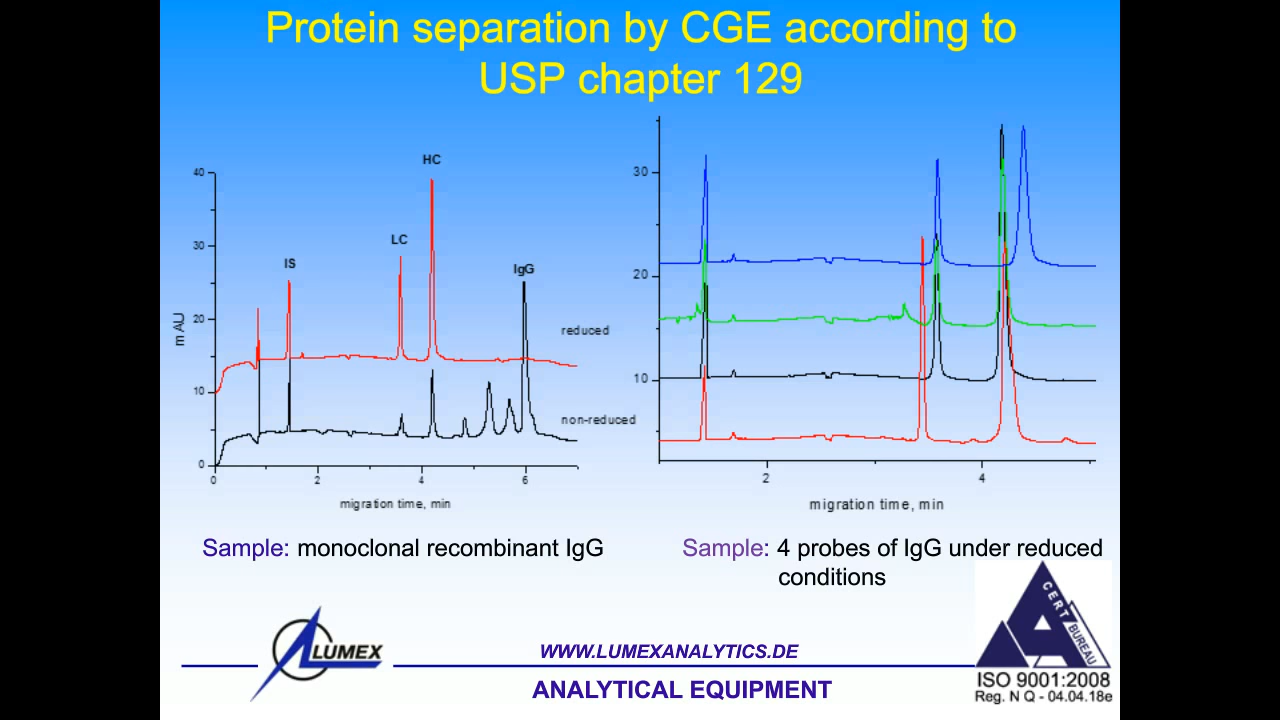 Protein separation by CGE according to
USP chapter 129
HC
LC
IS
IgG
reduced
non-reduced
mAU
40
30
20
10
0
0
2
4
6
migration time, min
30
20
10
2
4
migration time, min
Sample: monoclonal recombinant IgG
Sample: 4 probes of IgG under reduced
conditions
LUMEX
WWW.LUMEXANALYTICS.DE
ANALYTICAL EQUIPMENT
CERT
BUREAU
ISO 9001:2008
Reg. N Q - 04.04.18e